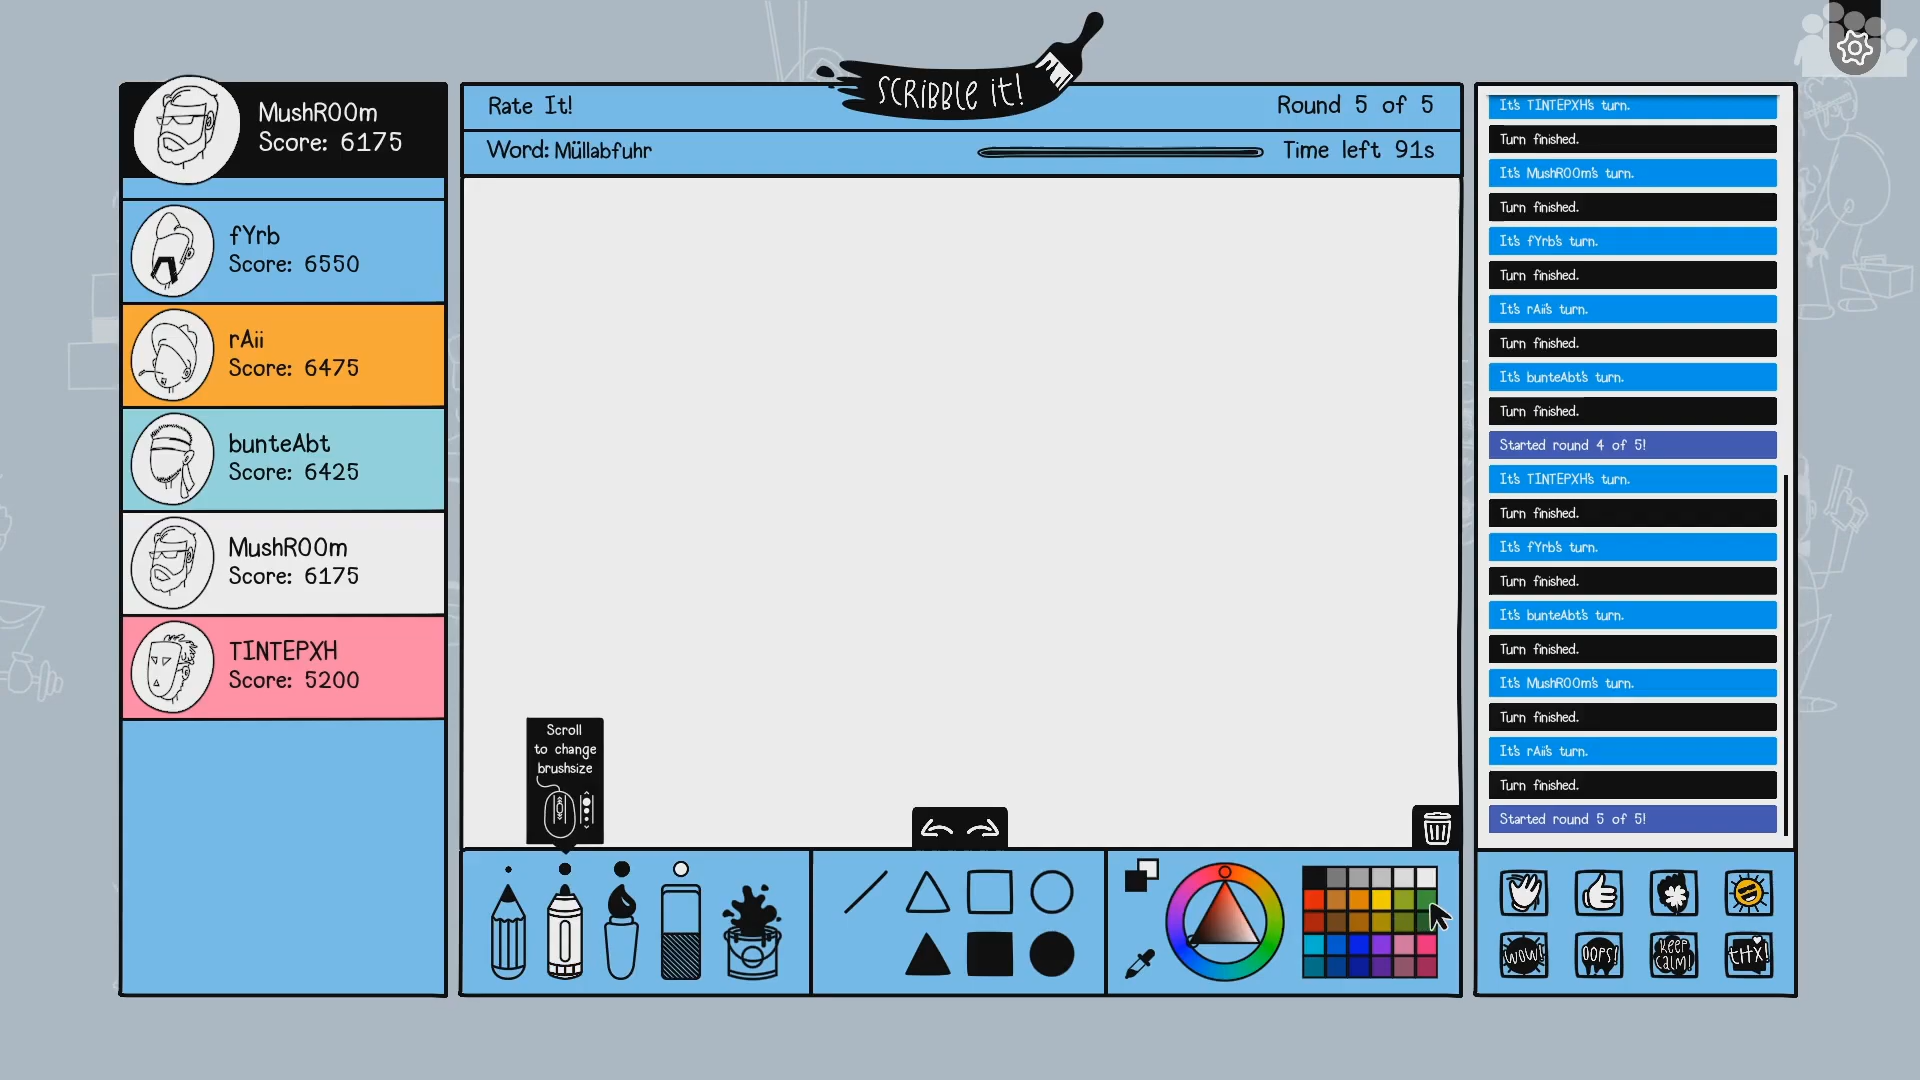 SCRIBBLE IT!
MushR00m
Score: 6175
fYrb
Score: 6550
rAii
Score: 6475
bunteAbt
Score: 6425
MushR00m
Score: 6175
TINTEPXH
Score: 5200
Rate It!
Round 5 of 5
Word: Müllabfuhr
Time left 91s
Scroll
to change
brushsize
It's TINTEPXH's turn.
Turn finished.
It's MushR00m's turn.
Turn finished.
It's fYrb's turn.
Turn finished.
It's rAii's turn.
Turn finished.
It's bunteAbt's turn.
Turn finished.
Started round 4 of 5!
It's TINTEPXH's turn.
Turn finished.
It's fYrb's turn.
Turn finished.
It's bunteAbt's turn.
Turn finished.
It's MushR00m's turn.
Turn finished.
It's rAii's turn.
Turn finished.
Started round 5 of 5!
WOW!
OOPS!
KEEP
CALM!
tHX!